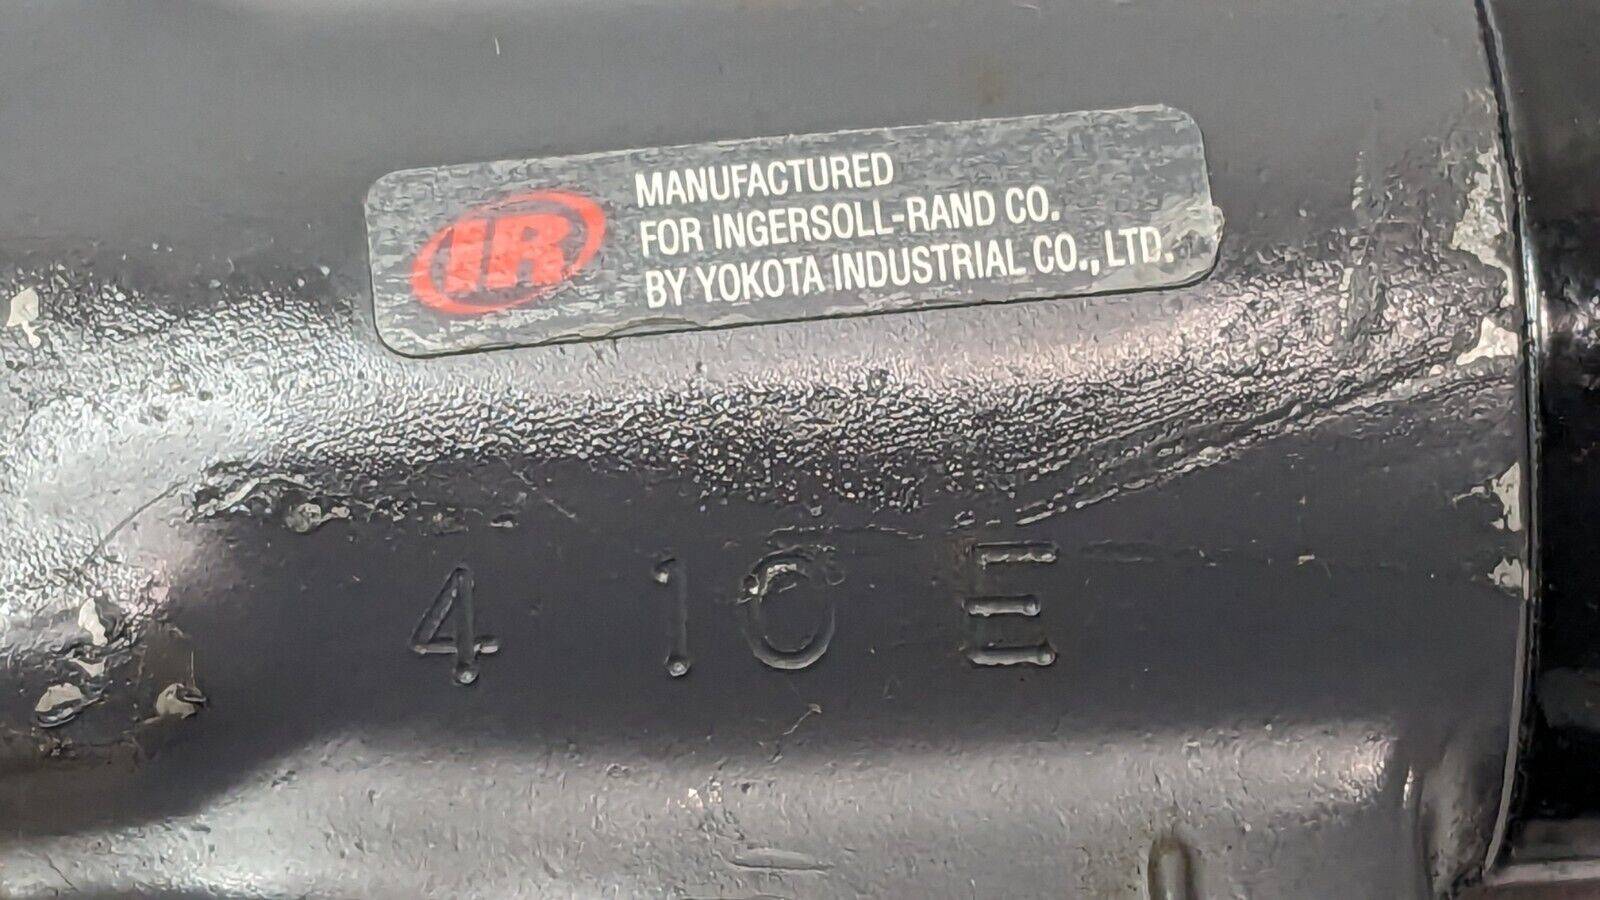 IR
MANUFACTURED
FOR INGERSOLL-RAND CO.
BY YOKOTA INDUSTRIAL CO., LTD.
4 10 E